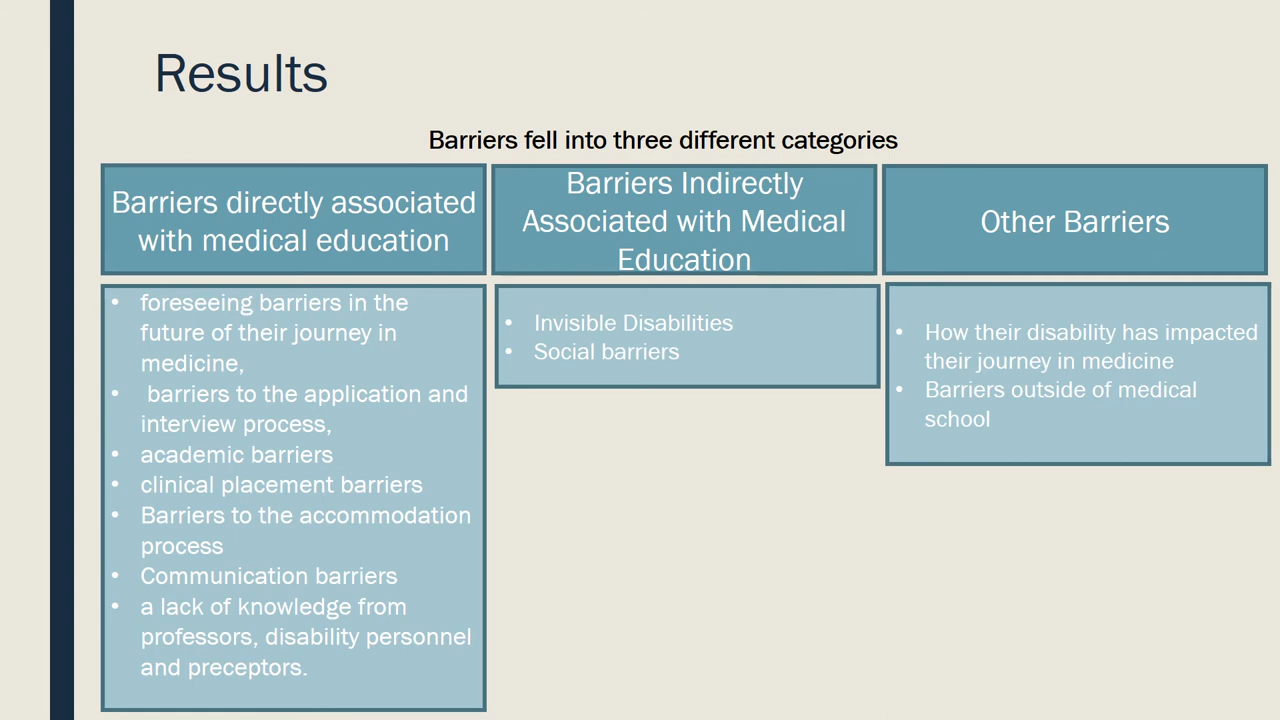 Results
Barriers fell into three different categories
Barriers directly associated
with medical education
• foreseeing barriers in the
future of their journey in
medicine,
• barriers to the application and
interview process,
• academic barriers
• clinical placement barriers
• Barriers to the accommodation
process
• Communication barriers
• a lack of knowledge from
professors, disability personnel
and preceptors.
Barriers Indirectly
Associated with Medical
Education
• Invisible Disabilities
• Social barriers
Other Barriers
• How their disability has impacted
their journey in medicine
• Barriers outside of medical
school